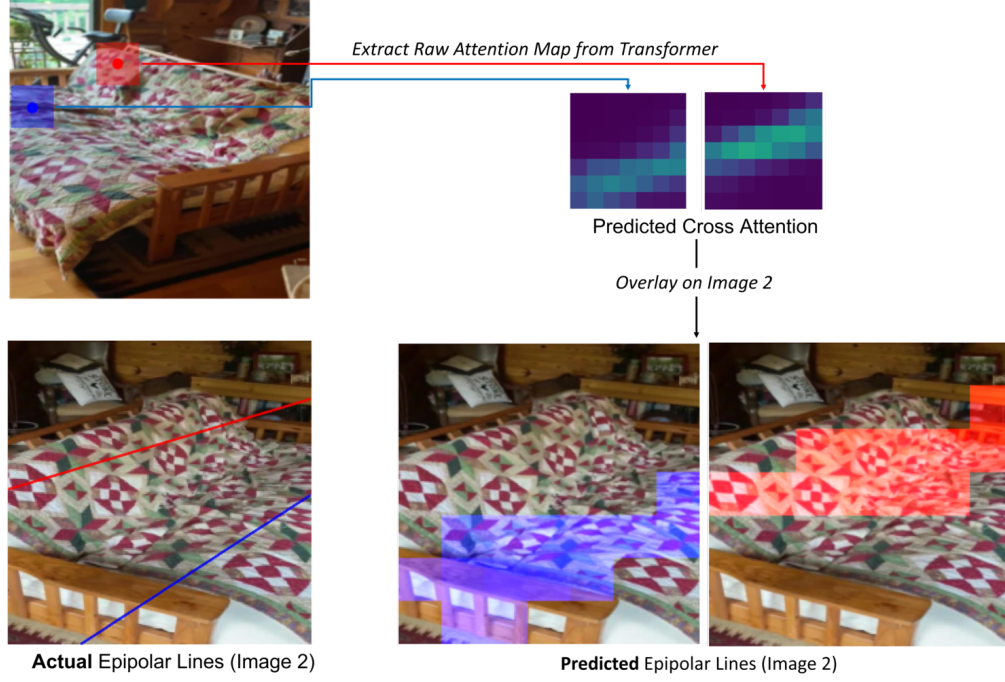 Extract Raw Attention Map from Transformer
Predicted Cross Attention
Overlay on Image 2
Actual Epipolar Lines (Image 2)
Predicted Epipolar Lines (Image 2)